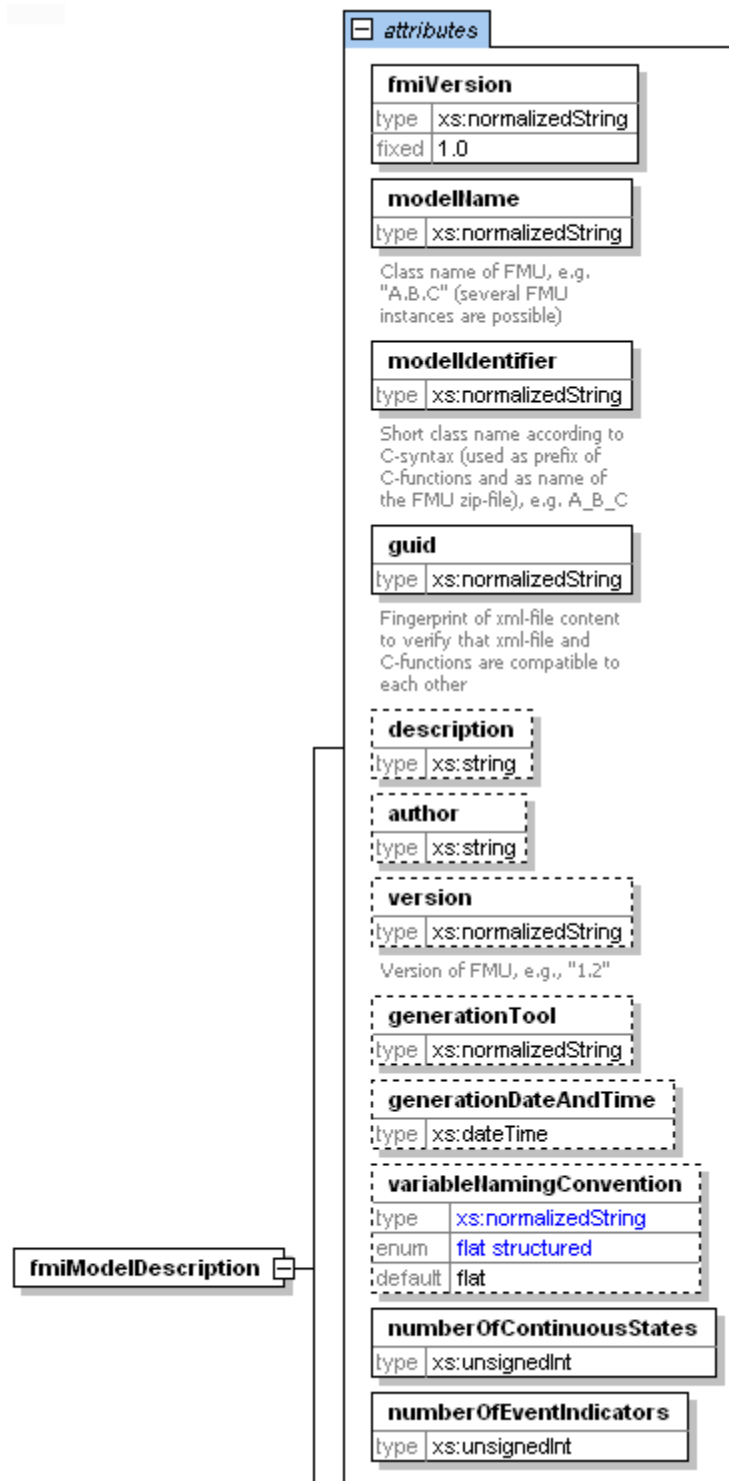 attributes
fmiVersion
type xs:normalizedString
fixed 1.0
modelName
type xs:normalizedString
Class name of FMU, e.g.
"A.B.C" (several FMU
instances are possible)
modelIdentifier
type xs:normalizedString
Short class name according to
C-syntax (used as prefix of
C-functions and as name of
the FMU zip-file), e.g. A_B_C
guid
type xs:normalizedString
Fingerprint of xml-file content
to verify that xml-file and
C-functions are compatible to
each other
description
type xs:string
author
type xs:string
version
type xs:normalizedString
Version of FMU, e.g., "1.2"
generationTool
type xs:normalizedString
generationDateAndTime
type xs:dateTime
variableNamingConvention
type xs:normalizedString
enum flat structured
default flat
fmiModelDescription
numberOfContinuousStates
type xs:unsignedInt
numberOfEventIndicators
type xs:unsignedInt